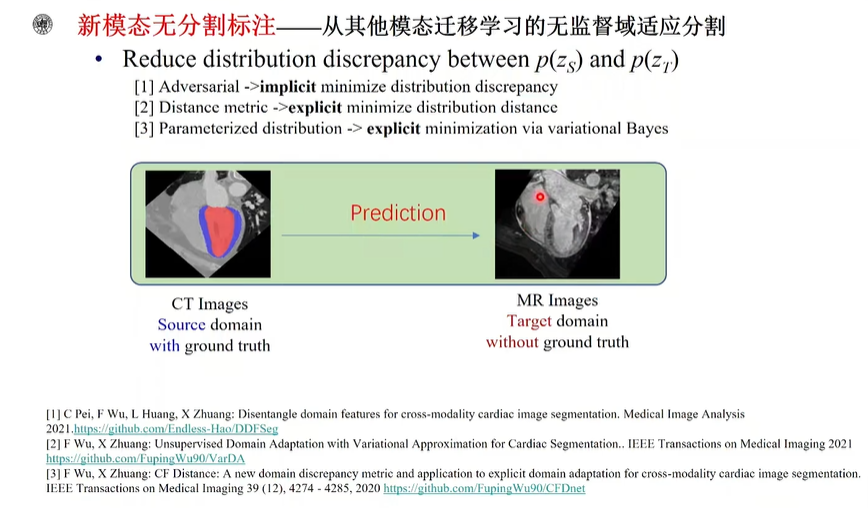 新模态无分割标注——从其他模态迁移学习的无监督域适应分割
• Reduce distribution discrepancy between p(zS) and p(zT)
[1] Adversarial ->implicit minimize distribution discrepancy
[2] Distance metric ->explicit minimize distribution distance
[3] Parameterized distribution -> explicit minimization via variational Bayes
Prediction
CT Images
Source domain
with ground truth
MR Images
Target domain
without ground truth
[1] C Pei, F Wu, L Huang, X Zhuang: Disentangle domain features for cross-modality cardiac image segmentation. Medical Image Analysis
2021.https://github.com/Endless-Hao/DDFSeg
[2] F Wu, X Zhuang: Unsupervised Domain Adaptation with Variational Approximation for Cardiac Segmentation.. IEEE Transactions on Medical Imaging 2021
https://github.com/FupingWu90/VarDA
[3] F Wu, X Zhuang: CF Distance: A new domain discrepancy metric and application to explicit domain adaptation for cross-modality cardiac image segmentation.
IEEE Transactions on Medical Imaging 39 (12), 4274 - 4285, 2020 https://github.com/FupingWu90/CFDnet